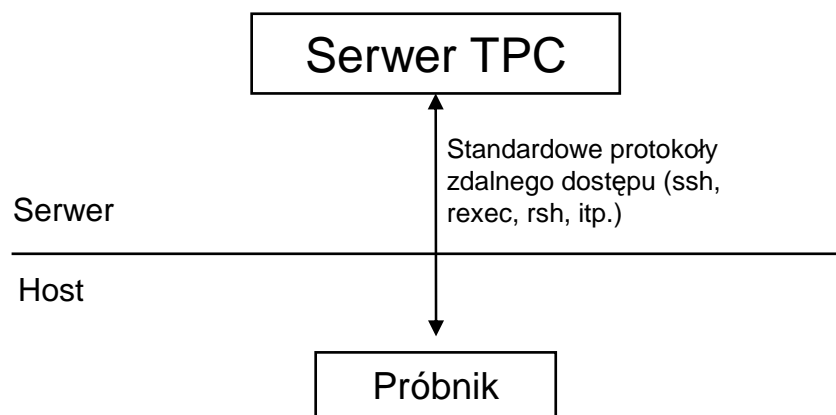 Serwer TPC
Standardowe protokoły
zdalnego dostępu (ssh,
rexec, rsh, itp.)
Serwer
Host
Próbnik